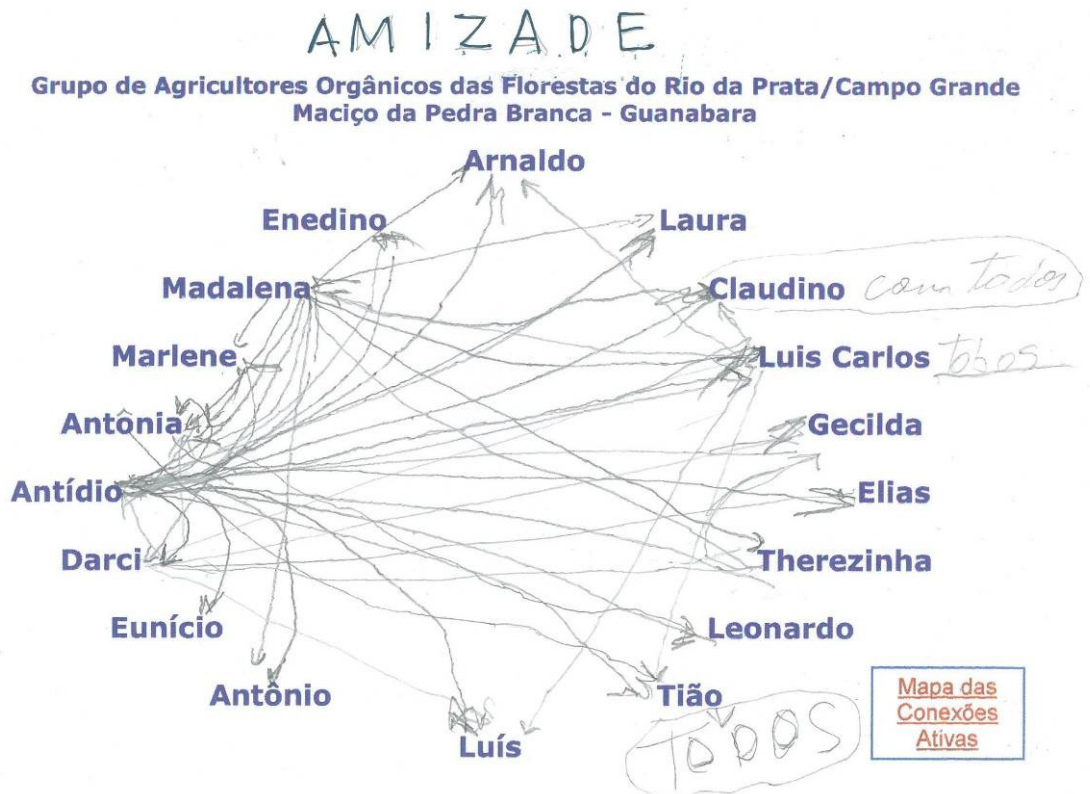 AMIZADE
Grupo de Agricultores Orgânicos das Florestas do Rio da Prata/Campo Grande
Maciço da Pedra Branca - Guanabara
Arnaldo
Enedino
Laura
Madalena
Claudino com todos
Marlene
Luis Carlos todos
Antônia
Gecilda
Antídio
Elias
Darci
Therezinha
Eunício
Leonardo
Antônio
Tião
Luís
TODOS
Mapa das
Conexões
Ativas